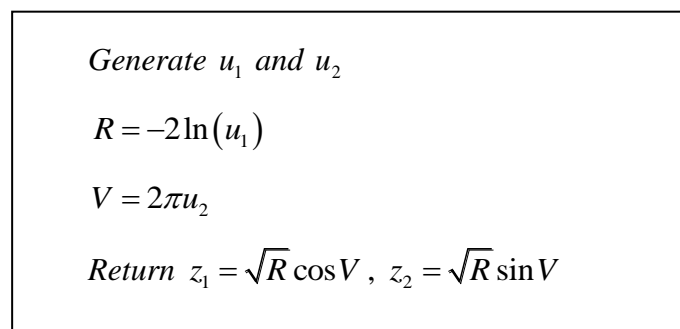 Generate u₁ and u₂
R = −2ln(u₁)
V = 2πu₂
Return z₁ = √R cosV , z₂ = √R sinV